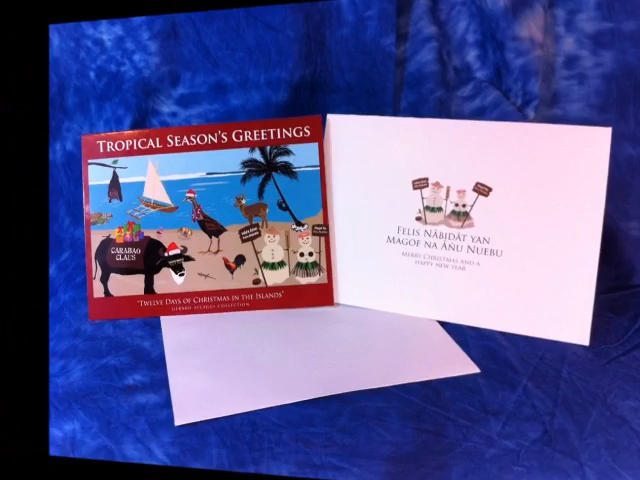 TROPICAL SEASON'S GREETINGS
CARABAO
CLAUS
"TWELVE DAYS OF CHRISTMAS IN THE ISLANDS"
FELIS NÅBIDÅT YAN
MAGOF NA ÅÑU NUEBU
MERRY CHRISTMAS AND A
HAPPY NEW YEAR